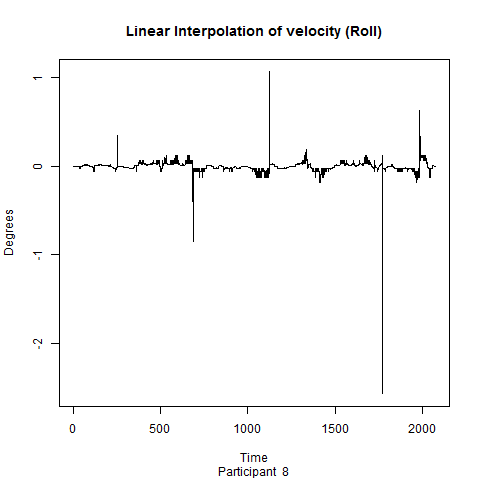 Linear Interpolation of velocity (Roll)
1
0
-1
-2
Degrees
0 500 1000 1500 2000
Time
Participant 8